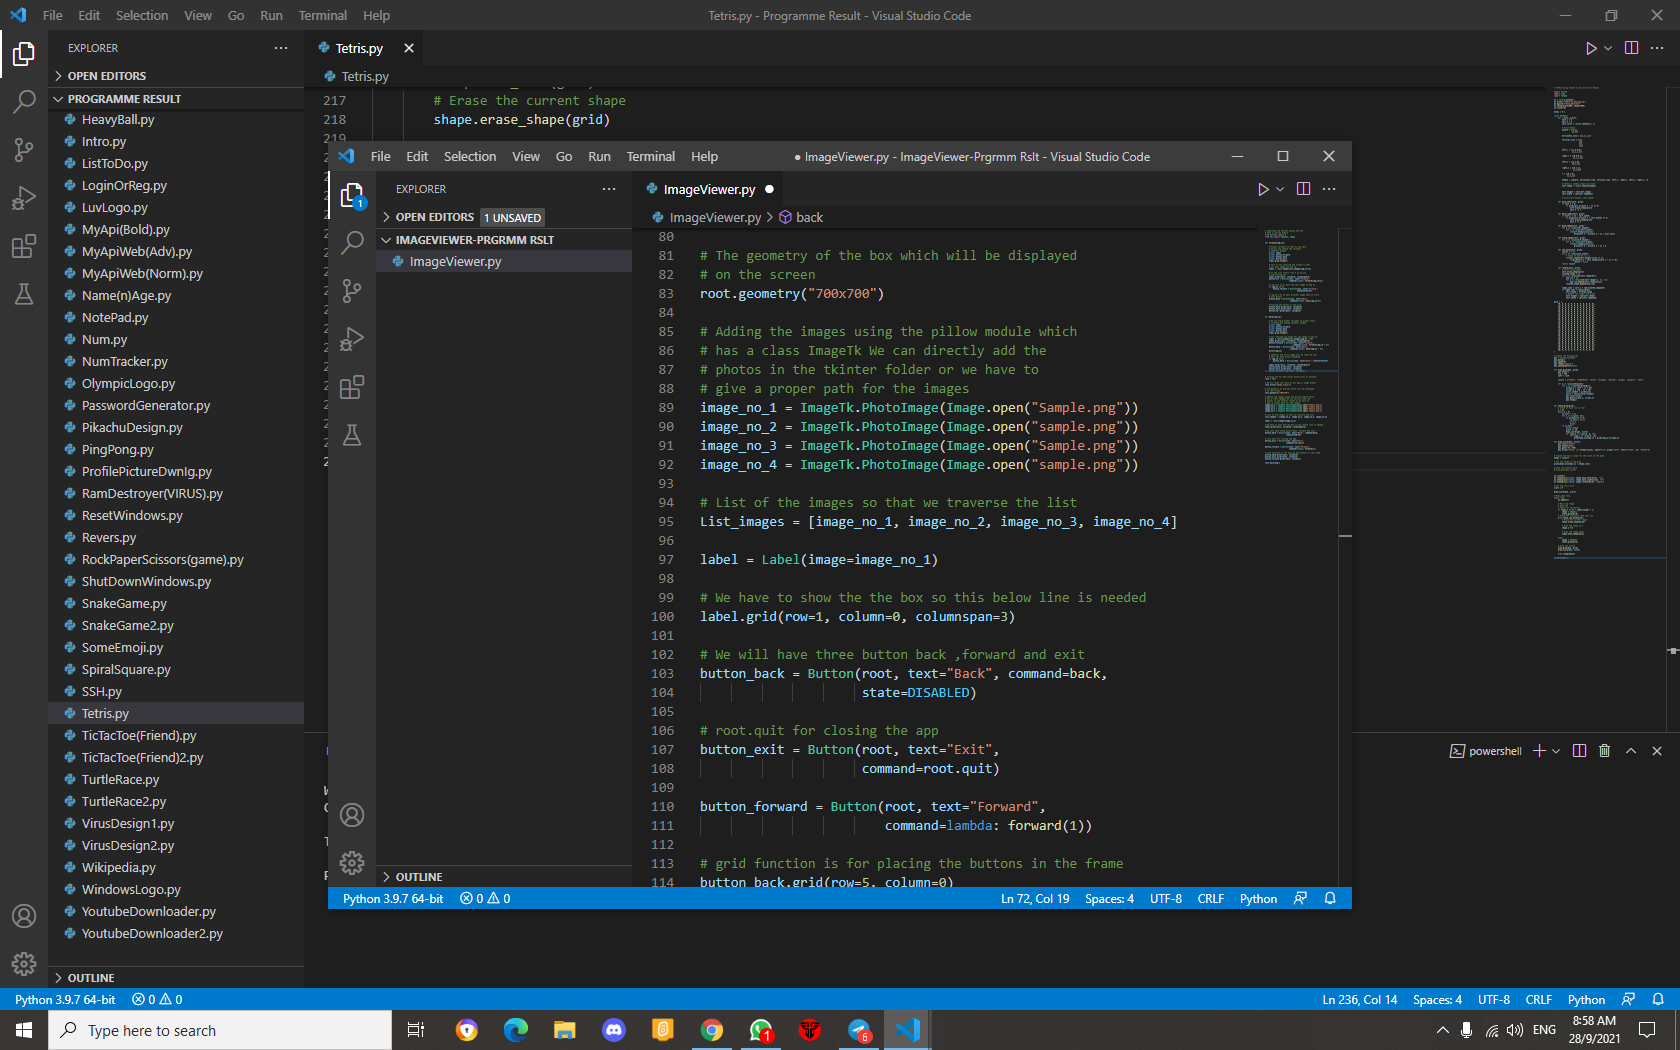 File Edit Selection View Go Run Terminal Help
Tetris.py - Programme Result - Visual Studio Code
EXPLORER
OPEN EDITORS
PROGRAMME RESULT
HeavyBall.py
Intro.py
ListToDo.py
LoginOrReg.py
LuvLogo.py
MyApi(Bold).py
MyApiWeb(Adv).py
MyApiWeb(Norm).py
Name(n)Age.py
NotePad.py
Num.py
NumTracker.py
OlympicLogo.py
PasswordGenerator.py
PikachuDesign.py
PingPong.py
ProfilePictureDwnlg.py
RamDestroyer(VIRUS).py
ResetWindows.py
Revers.py
RockPaperScissors(game).py
ShutDownWindows.py
SnakeGame.py
SnakeGame2.py
SomeEmoji.py
SpiralSquare.py
SSH.py
Tetris.py
TicTacToe(Friend).py
TicTacToe(Friend)2.py
TurtleRace.py
TurtleRace2.py
VirusDesign1.py
VirusDesign2.py
Wikipedia.py
WindowsLogo.py
YoutubeDownloader.py
YoutubeDownloader2.py
OUTLINE
Tetris.py
Tetris.py
217 # Erase the current shape
218 shape.erase_shape(grid)
219
File Edit Selection View Go Run Terminal Help
● ImageViewer.py - ImageViewer-Prgrmm Rslt - Visual Studio Code
1
EXPLORER
OPEN EDITORS 1 UNSAVED
IMAGEVIEWER-PRGRMM RSLT
ImageViewer.py
OUTLINE
ImageViewer.py
ImageViewer.py > back
80
81 # The geometry of the box which will be displayed
82 # on the screen
83 root.geometry("700x700")
84
85 # Adding the images using the pillow module which
86 # has a class ImageTk We can directly add the
87 # photos in the tkinter folder or we have to
88 # give a proper path for the images
89 image_no_1 = ImageTk.PhotoImage(Image.open("Sample.png"))
90 image_no_2 = ImageTk.PhotoImage(Image.open("sample.png"))
91 image_no_3 = ImageTk.PhotoImage(Image.open("Sample.png"))
92 image_no_4 = ImageTk.PhotoImage(Image.open("sample.png"))
93
94 # List of the images so that we traverse the list
95 List_images = [image_no_1, image_no_2, image_no_3, image_no_4]
96
97 label = Label(image=image_no_1)
98
99 # We have to show the the box so this below line is needed
100 label.grid(row=1, column=0, columnspan=3)
101
102 # We will have three button back ,forward and exit
103 button_back = Button(root, text="Back", command=back,
104 state=DISABLED)
105
106 # root.quit for closing the app
107 button_exit = Button(root, text="Exit",
108 command=root.quit)
109
110 button_forward = Button(root, text="Forward",
111 command=lambda: forward(1))
112
113 # grid function is for placing the buttons in the frame
114 button_back.grid(row=5, column=0)
Python 3.9.7 64-bit 0 0
Ln 72, Col 19 Spaces: 4 UTF-8 CRLF Python
powershell
Python 3.9.7 64-bit 0 0
Ln 236, Col 14 Spaces: 4 UTF-8 CRLF Python
Type here to search
1
6
ENG
8:58 AM
28/9/2021